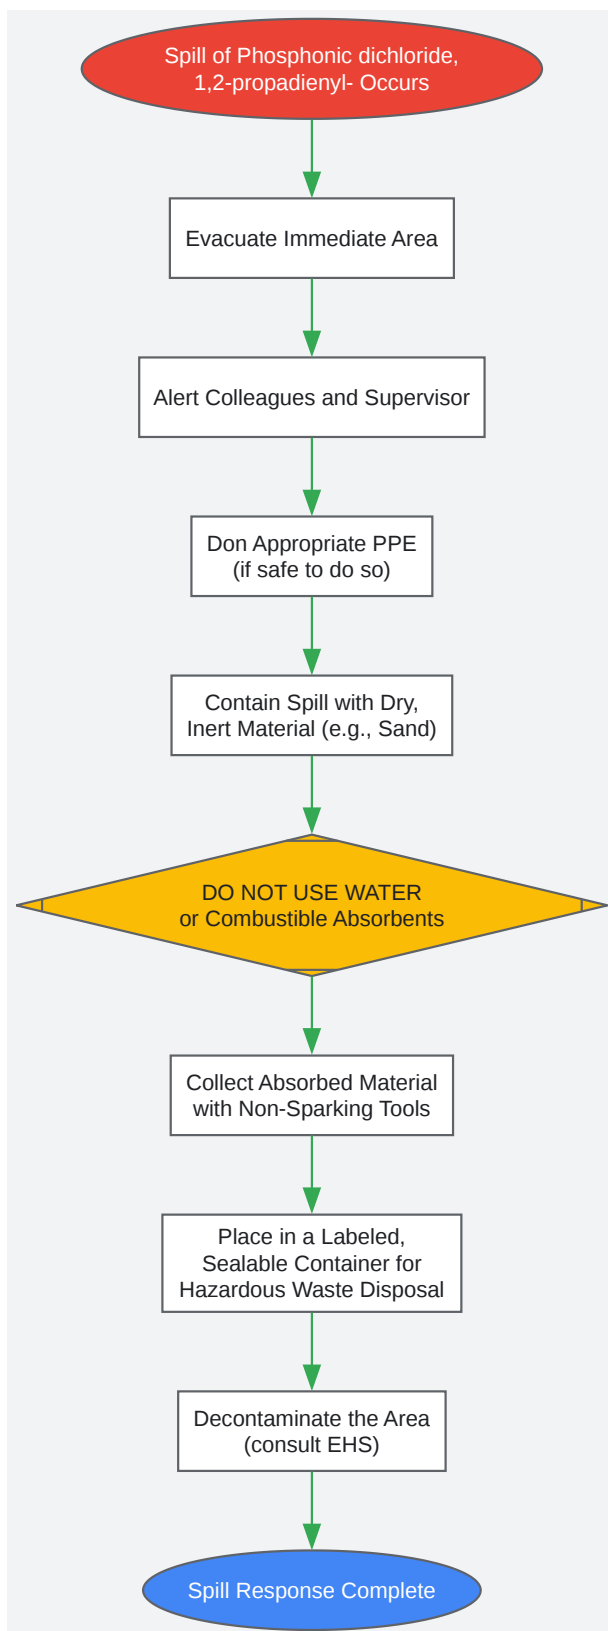 Spill of Phosphonic dichloride,
1,2-propadienyl- Occurs
Evacuate Immediate Area
Alert Colleagues and Supervisor
Don Appropriate PPE
(if safe to do so)
Contain Spill with Dry,
Inert Material (e.g., Sand)
DO NOT USE WATER
or Combustible Absorbents
Collect Absorbed Material
with Non-Sparking Tools
Place in a Labeled,
Sealable Container for
Hazardous Waste Disposal
Decontaminate the Area
(consult EHS)
Spill Response Complete